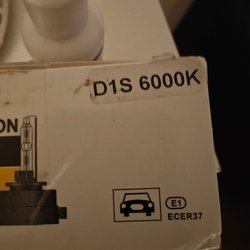 D1S 6000K
ON
E1
ECER37